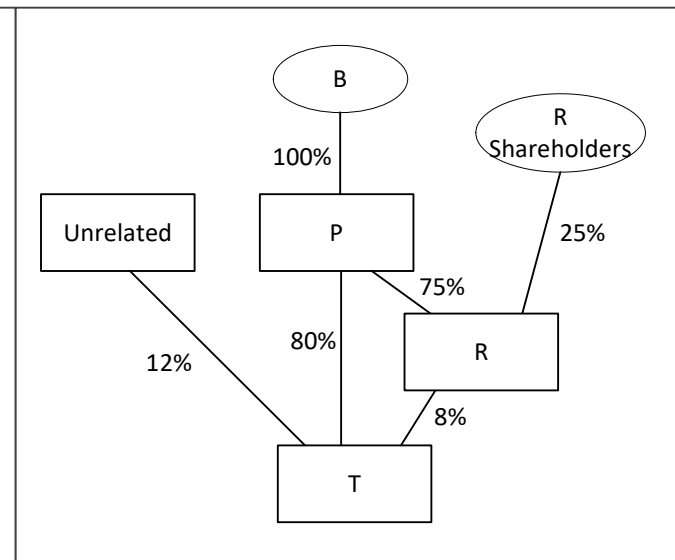 B
R
Shareholders
100%
Unrelated
P
25%
75%
80%
R
12%
8%
T